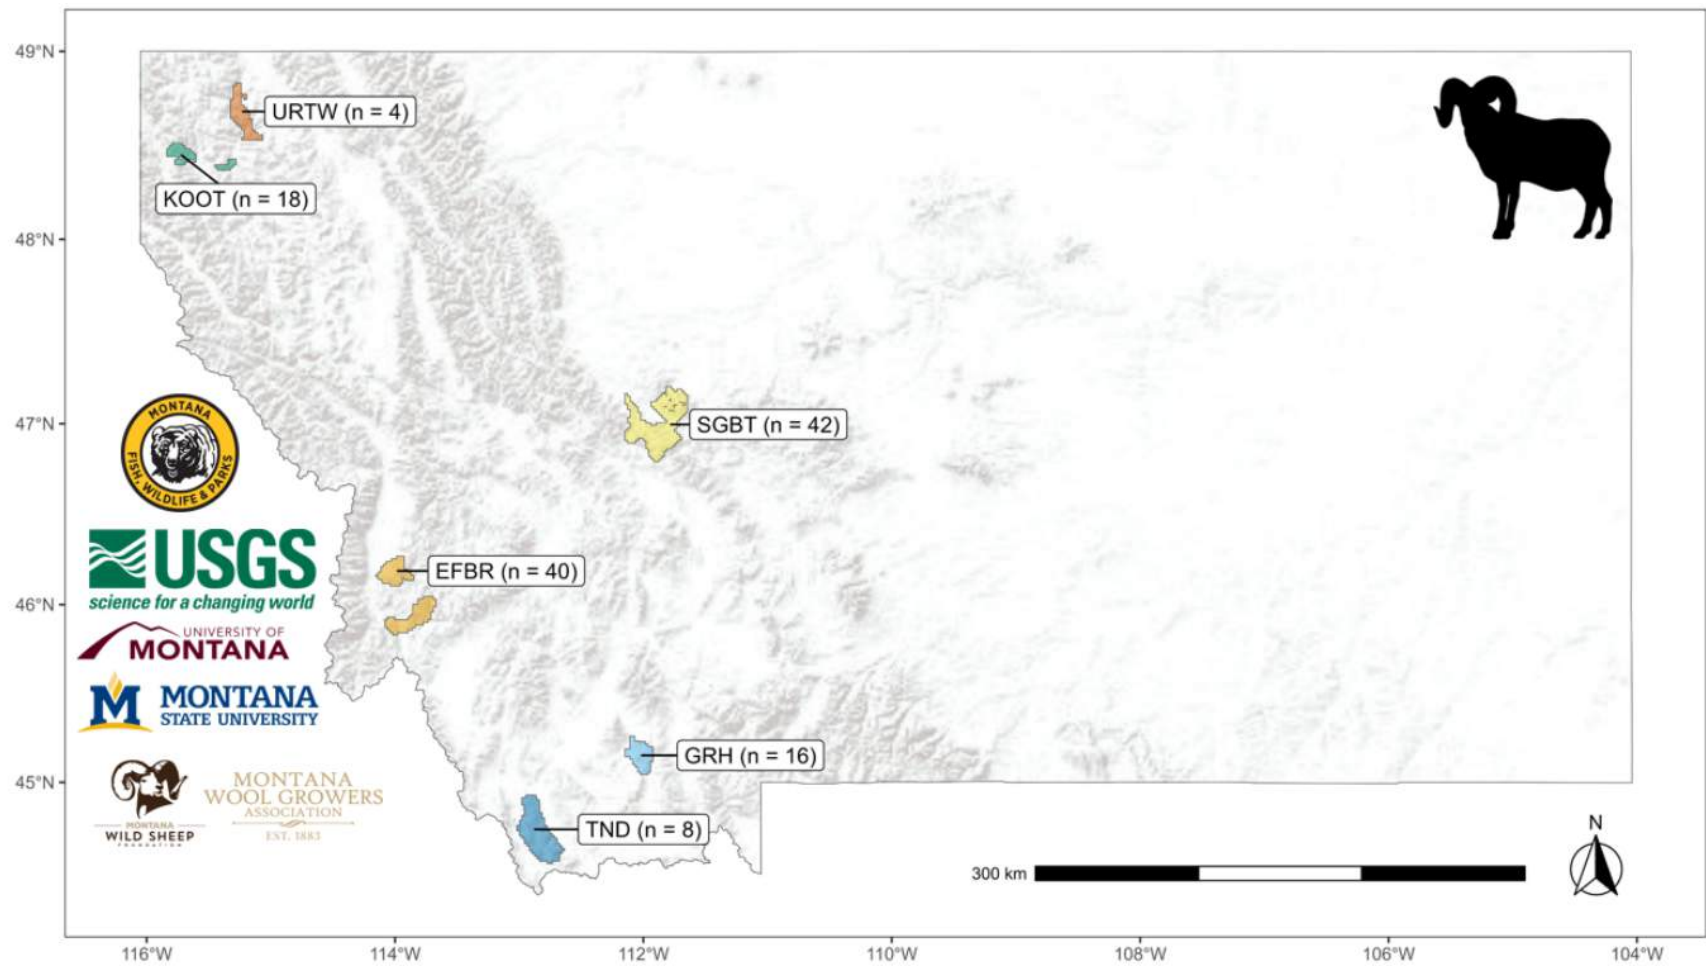 49°N
48°N
47°N
46°N
45°N
URTW (n = 4)
KOOT (n = 18)
SGBT (n = 42)
EFBR (n = 40)
GRH (n = 16)
TND (n = 8)
MONTANA
FISH, WILDLIFE & PARKS
USGS
science for a changing world
UNIVERSITY OF
MONTANA
M MONTANA
STATE UNIVERSITY
MONTANA
WILD SHEEP
FOUNDATION
MONTANA
WOOL GROWERS
ASSOCIATION
EST. 1883
300 km
N
116°W
114°W
112°W
110°W
108°W
106°W
104°W